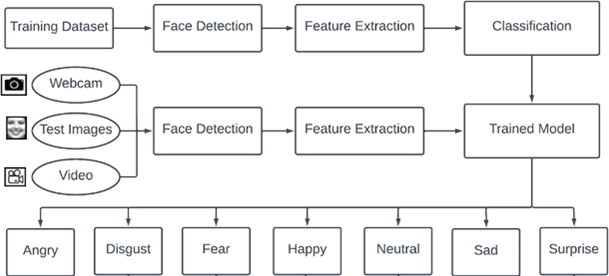 Training Dataset
Face Detection
Feature Extraction
Classification
Webcam
Test Images
Video
Face Detection
Feature Extraction
Trained Model
Angry
Disgust
Fear
Happy
Neutral
Sad
Surprise